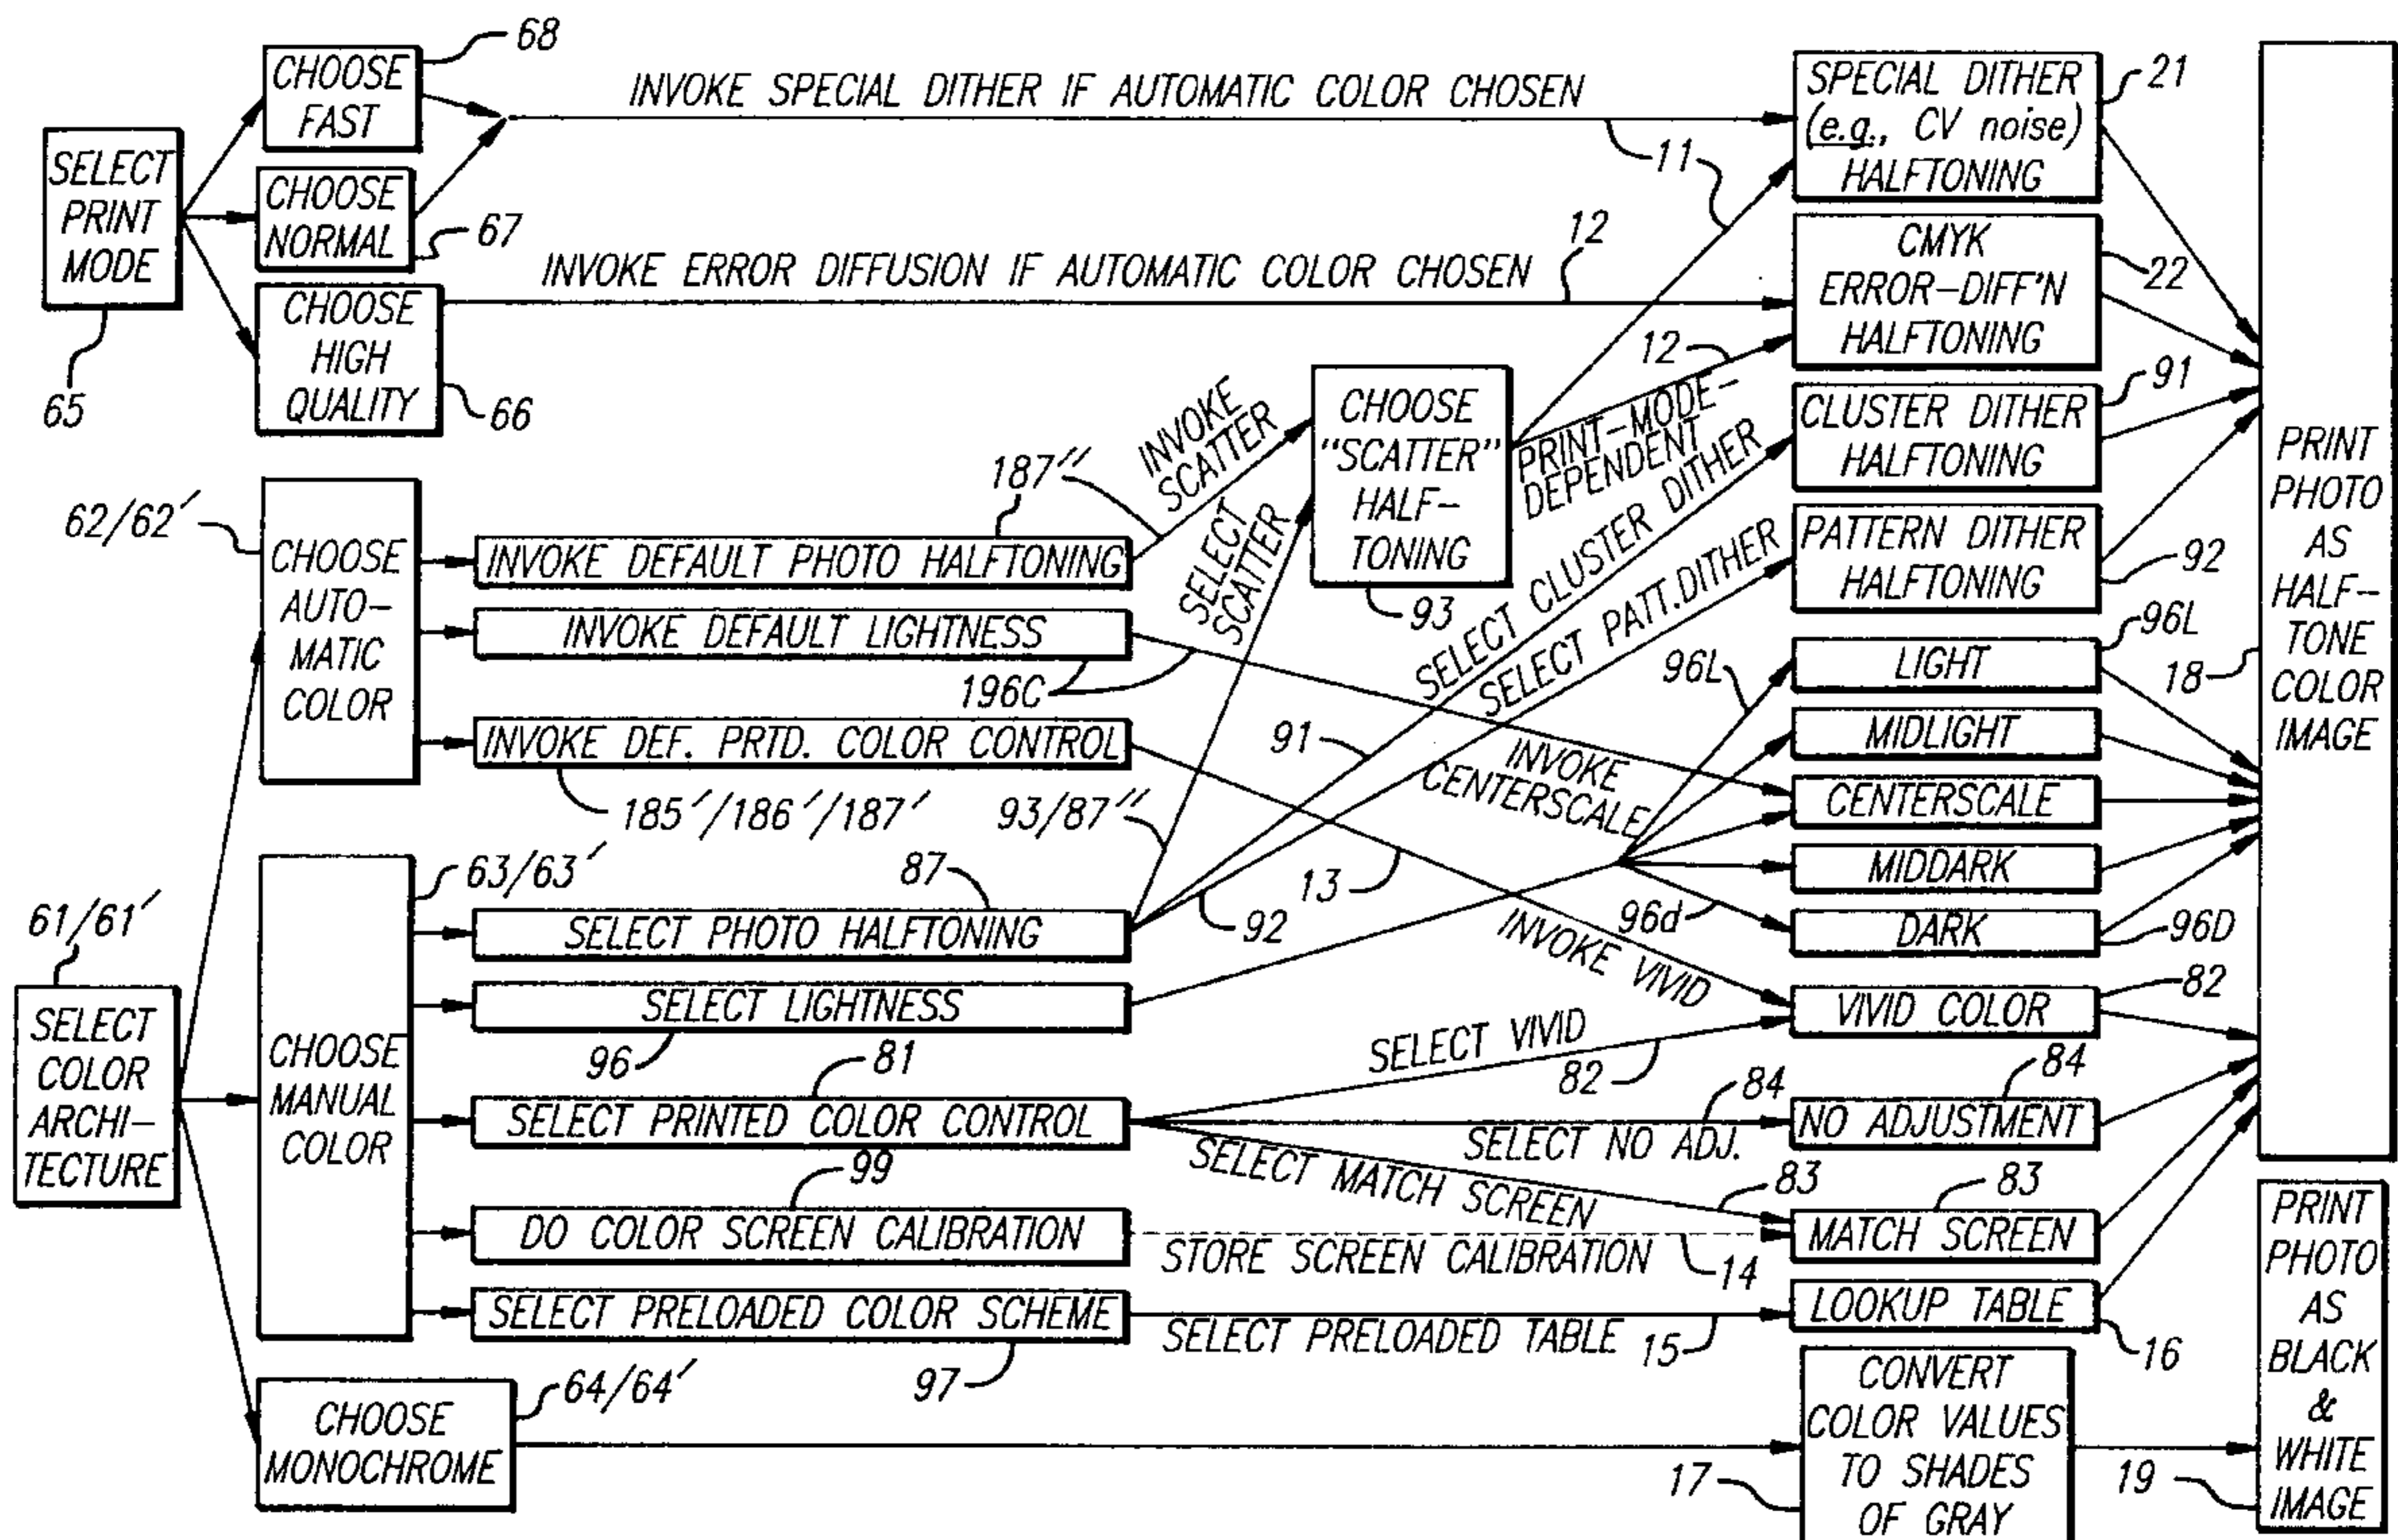 68
CHOOSE
FAST
SELECT
PRINT
MODE
65
CHOOSE
NORMAL
67
CHOOSE
HIGH
QUALITY
66
INVOKE SPECIAL DITHER IF AUTOMATIC COLOR CHOSEN
11
INVOKE ERROR DIFFUSION IF AUTOMATIC COLOR CHOSEN
12
SPECIAL DITHER
(e.g., CV noise)
HALFTONING
21
CMYK
ERROR-DIFF'N
HALFTONING
22
12
PRINT-MODE-
DEPENDENT
CLUSTER DITHER
HALFTONING
91
PATTERN DITHER
HALFTONING
92
CHOOSE
"SCATTER"
HALF-
TONING
93
INVOKE
SCATTER
SELECT
SCATTER
SELECT CLUSTER DITHER
SELECT PATT.DITHER
62/62′
CHOOSE
AUTO-
MATIC
COLOR
187″
INVOKE DEFAULT PHOTO HALFTONING
INVOKE DEFAULT LIGHTNESS
196C
INVOKE DEF. PRTD. COLOR CONTROL
185′/186′/187′
93/87″
91
92
13
INVOKE
CENTERSCALE
INVOKE VIVID
96L
96d
LIGHT
96L
MIDLIGHT
CENTERSCALE
MIDDARK
DARK
96D
18
PRINT
PHOTO
AS
HALF-
TONE
COLOR
IMAGE
61/61′
SELECT
COLOR
ARCHI-
TECTURE
63/63′
CHOOSE
MANUAL
COLOR
87
SELECT PHOTO HALFTONING
SELECT LIGHTNESS
96
81
SELECT PRINTED COLOR CONTROL
99
DO COLOR SCREEN CALIBRATION
SELECT PRELOADED COLOR SCHEME
97
SELECT VIVID
82
84
SELECT NO ADJ.
SELECT MATCH SCREEN
83
STORE SCREEN CALIBRATION
14
SELECT PRELOADED TABLE
15
VIVID COLOR
82
84
NO ADJUSTMENT
83
MATCH SCREEN
LOOKUP TABLE
16
64/64′
CHOOSE
MONOCHROME
17
CONVERT
COLOR VALUES
TO SHADES
OF GRAY
19
PRINT
PHOTO
AS
BLACK
&
WHITE
IMAGE